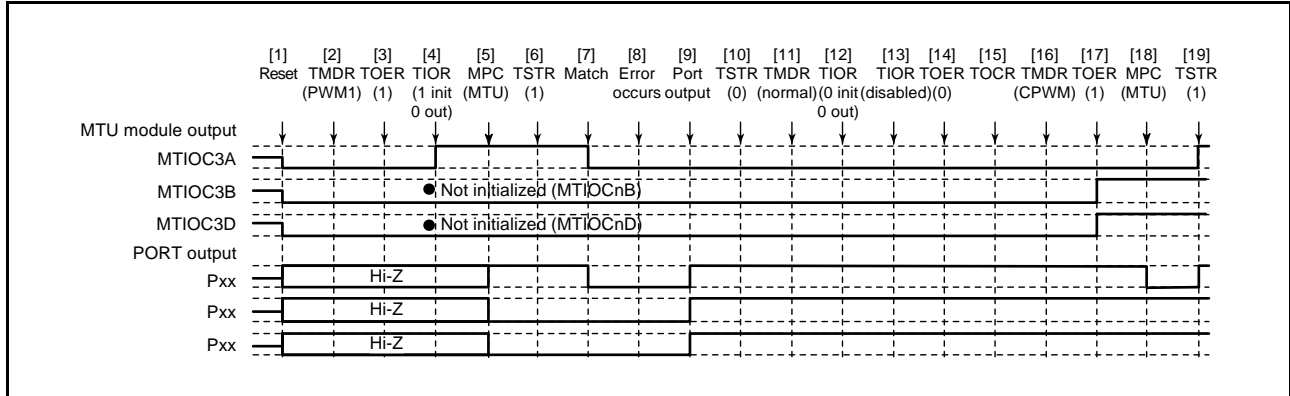 [1] [2] [3] [4] [5] [6] [7] [8] [9] [10] [11] [12] [13] [14] [15] [16] [17] [18] [19]
Reset TMDR TOER TIOR MPC TSTR Match Error Port TSTR TMDR TIOR TIOR TOER TOCR TMDR TOER MPC TSTR
(PWM1) (1) (1 init (MTU) (1) occurs output (0) (normal) (0 init (disabled) (0) (CPWM) (1) (MTU) (1)
0 out) 0 out)
MTU module output
MTIOC3A
MTIOC3B ● Not initialized (MTIOCnB)
MTIOC3D ● Not initialized (MTIOCnD)
PORT output
Pxx Hi-Z
Pxx Hi-Z
Pxx Hi-Z